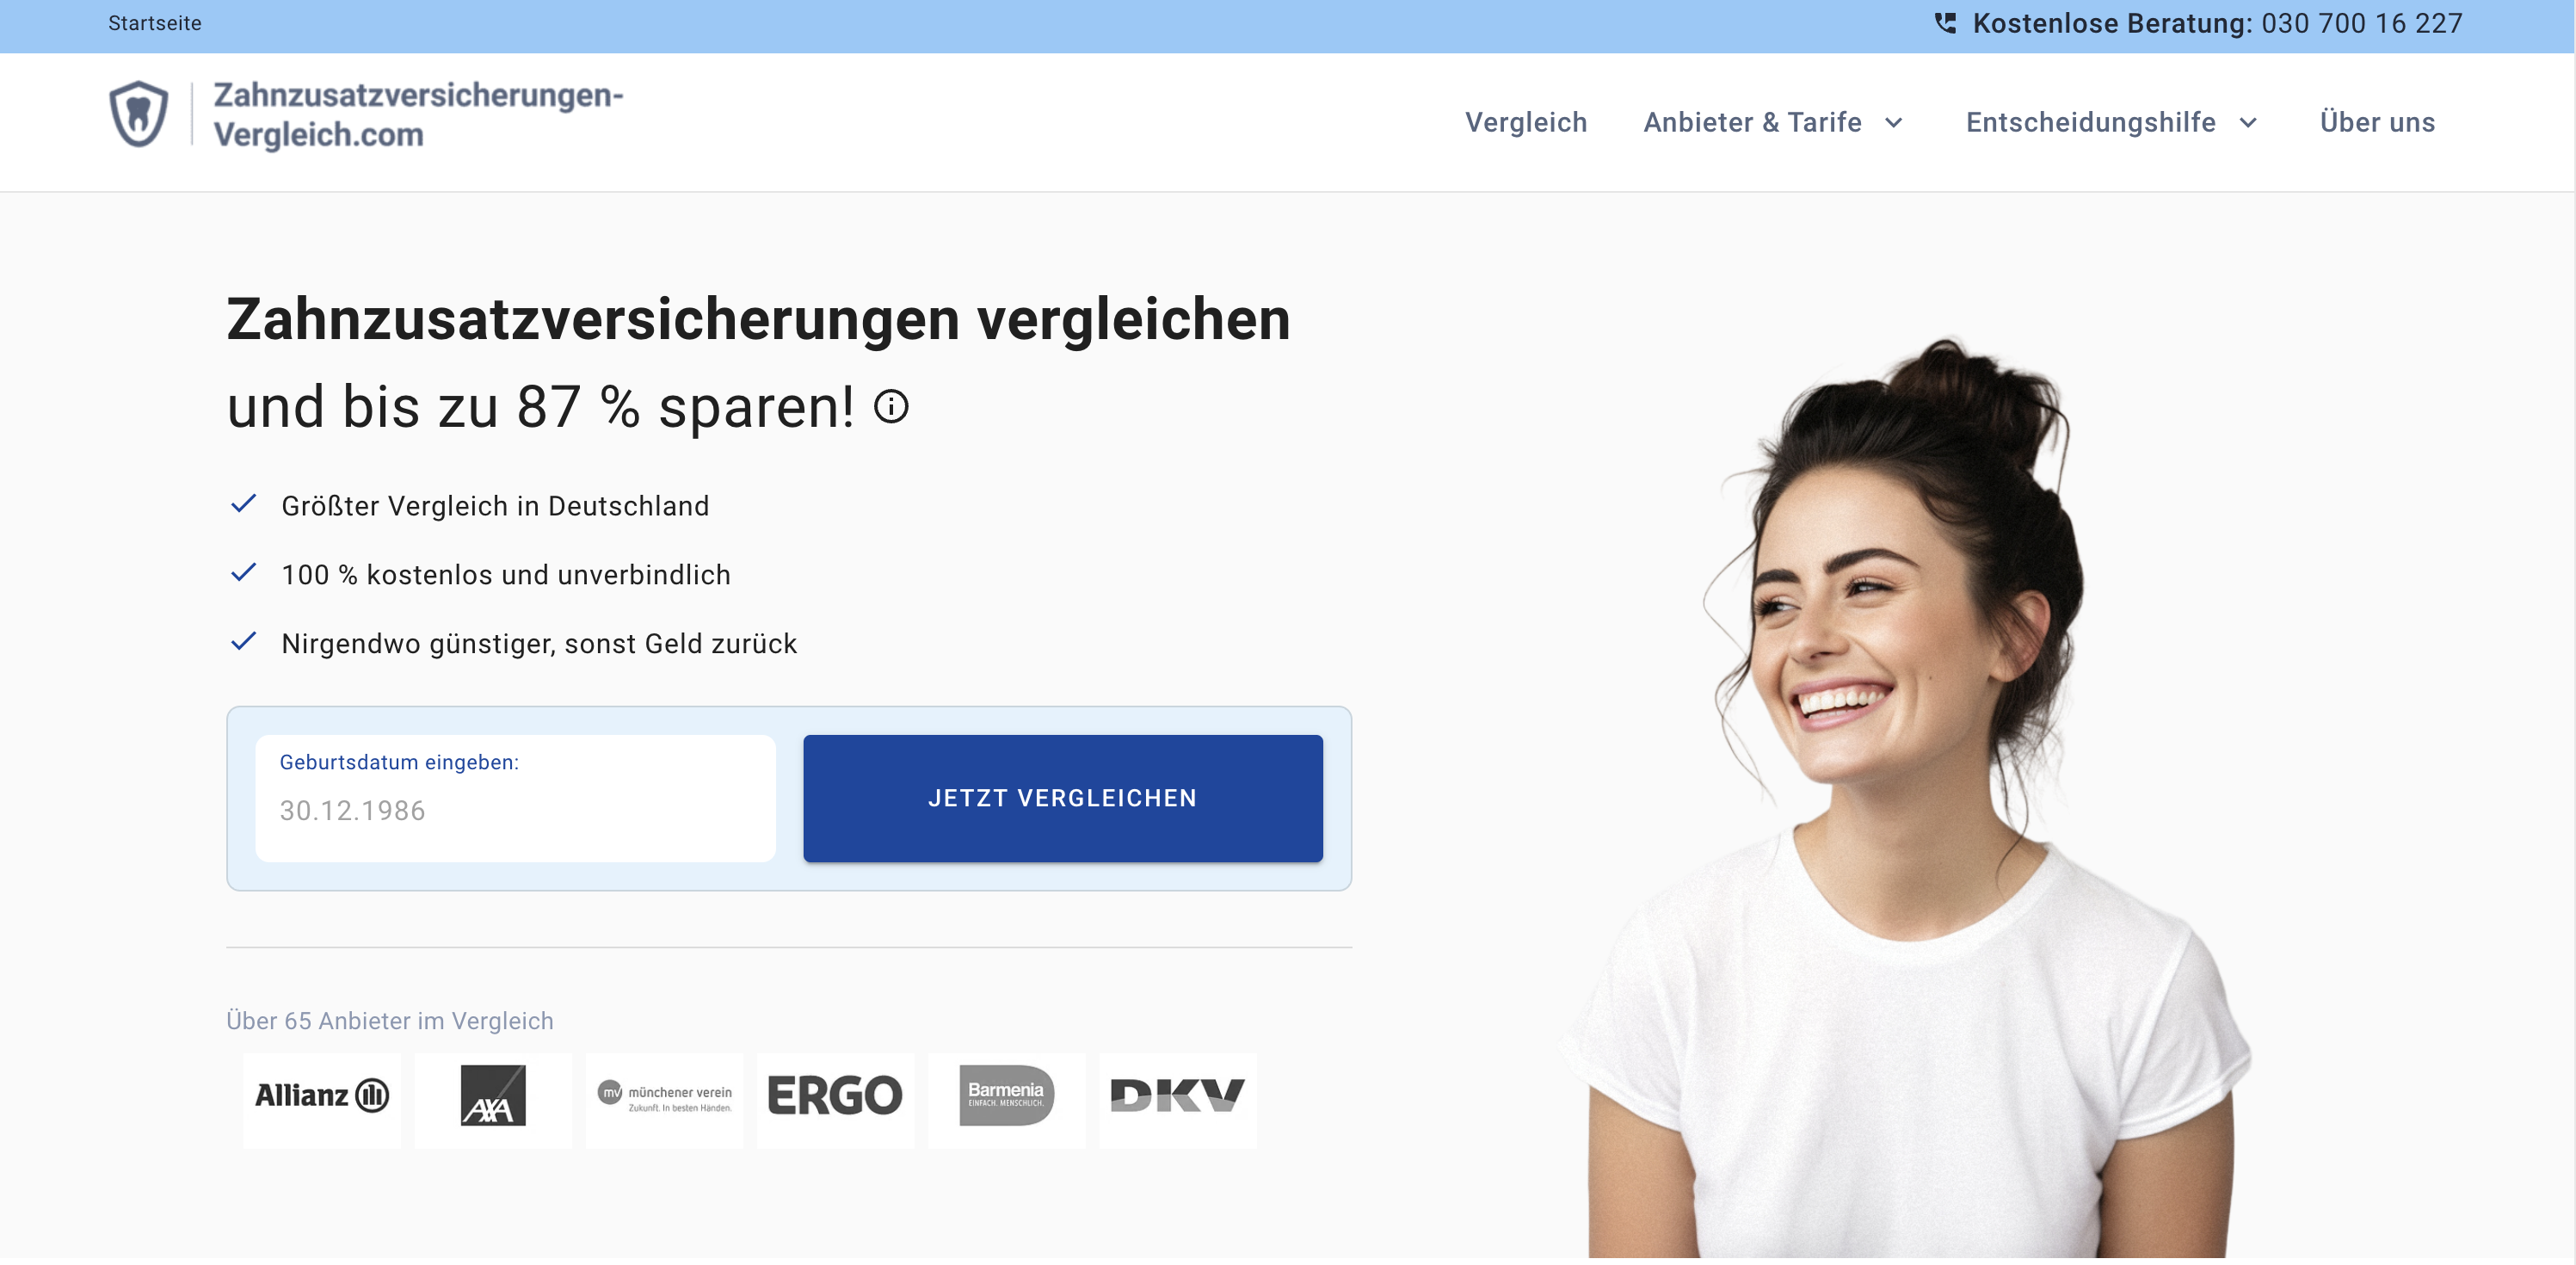 Startseite
Kostenlose Beratung: 030 700 16 227
Zahnzusatzversicherungen-
Vergleich.com
Vergleich
Anbieter & Tarife
Entscheidungshilfe
Über uns
Zahnzusatzversicherungen vergleichen
und bis zu 87 % sparen!
Größter Vergleich in Deutschland
100 % kostenlos und unverbindlich
Nirgendwo günstiger, sonst Geld zurück
Geburtsdatum eingeben:
30.12.1986
JETZT VERGLEICHEN
Über 65 Anbieter im Vergleich
Allianz
AXA
mv münchener verein
Zukunft. In besten Händen.
ERGO
Barmenia
EINFACH. MENSCHLICH.
DKV